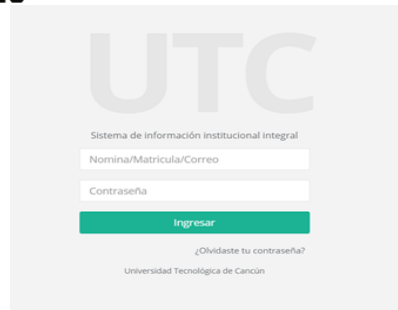 UTC
Sistema de información institucional integral
Nomina/Matricula/Correo
Contraseña
Ingresar
¿Olvidaste tu contraseña?
Universidad Tecnológica de Cancún